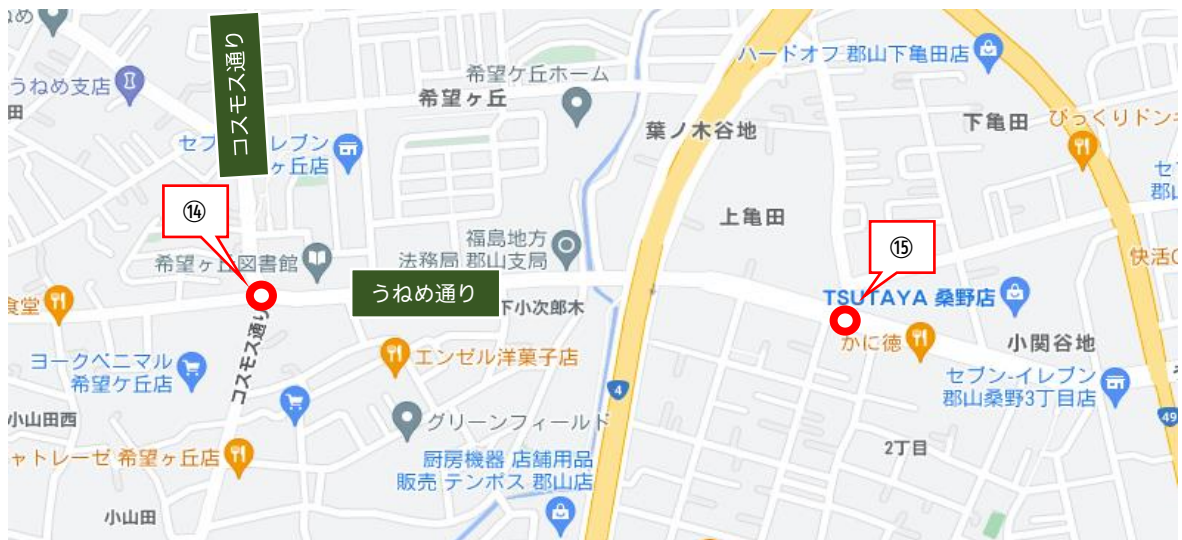 うねめ支店
田
コスモス通り
セブ
レブン
ヶ丘店
⑭
希望ヶ丘図書館
食堂
ヨークベニマル
希望ケ丘店
小山田西
コスモス通り
ャトレーゼ 希望ヶ丘店
小山田
希望ケ丘ホーム
希望ヶ丘
福島地方
法務局 郡山支局
うねめ通り
下小次郎木
エンゼル洋菓子店
グリーンフィールド
厨房機器 店舗用品
販売 テンポス 郡山店
4
葉ノ木谷地
上亀田
ハードオフ 郡山下亀田店
下亀田
びっくりドンキ
セ
郡山
快活C
⑮
TSUTAYA 桑野店
かに徳
小関谷地
セブン-イレブン
郡山桑野3丁目店
49
2丁目